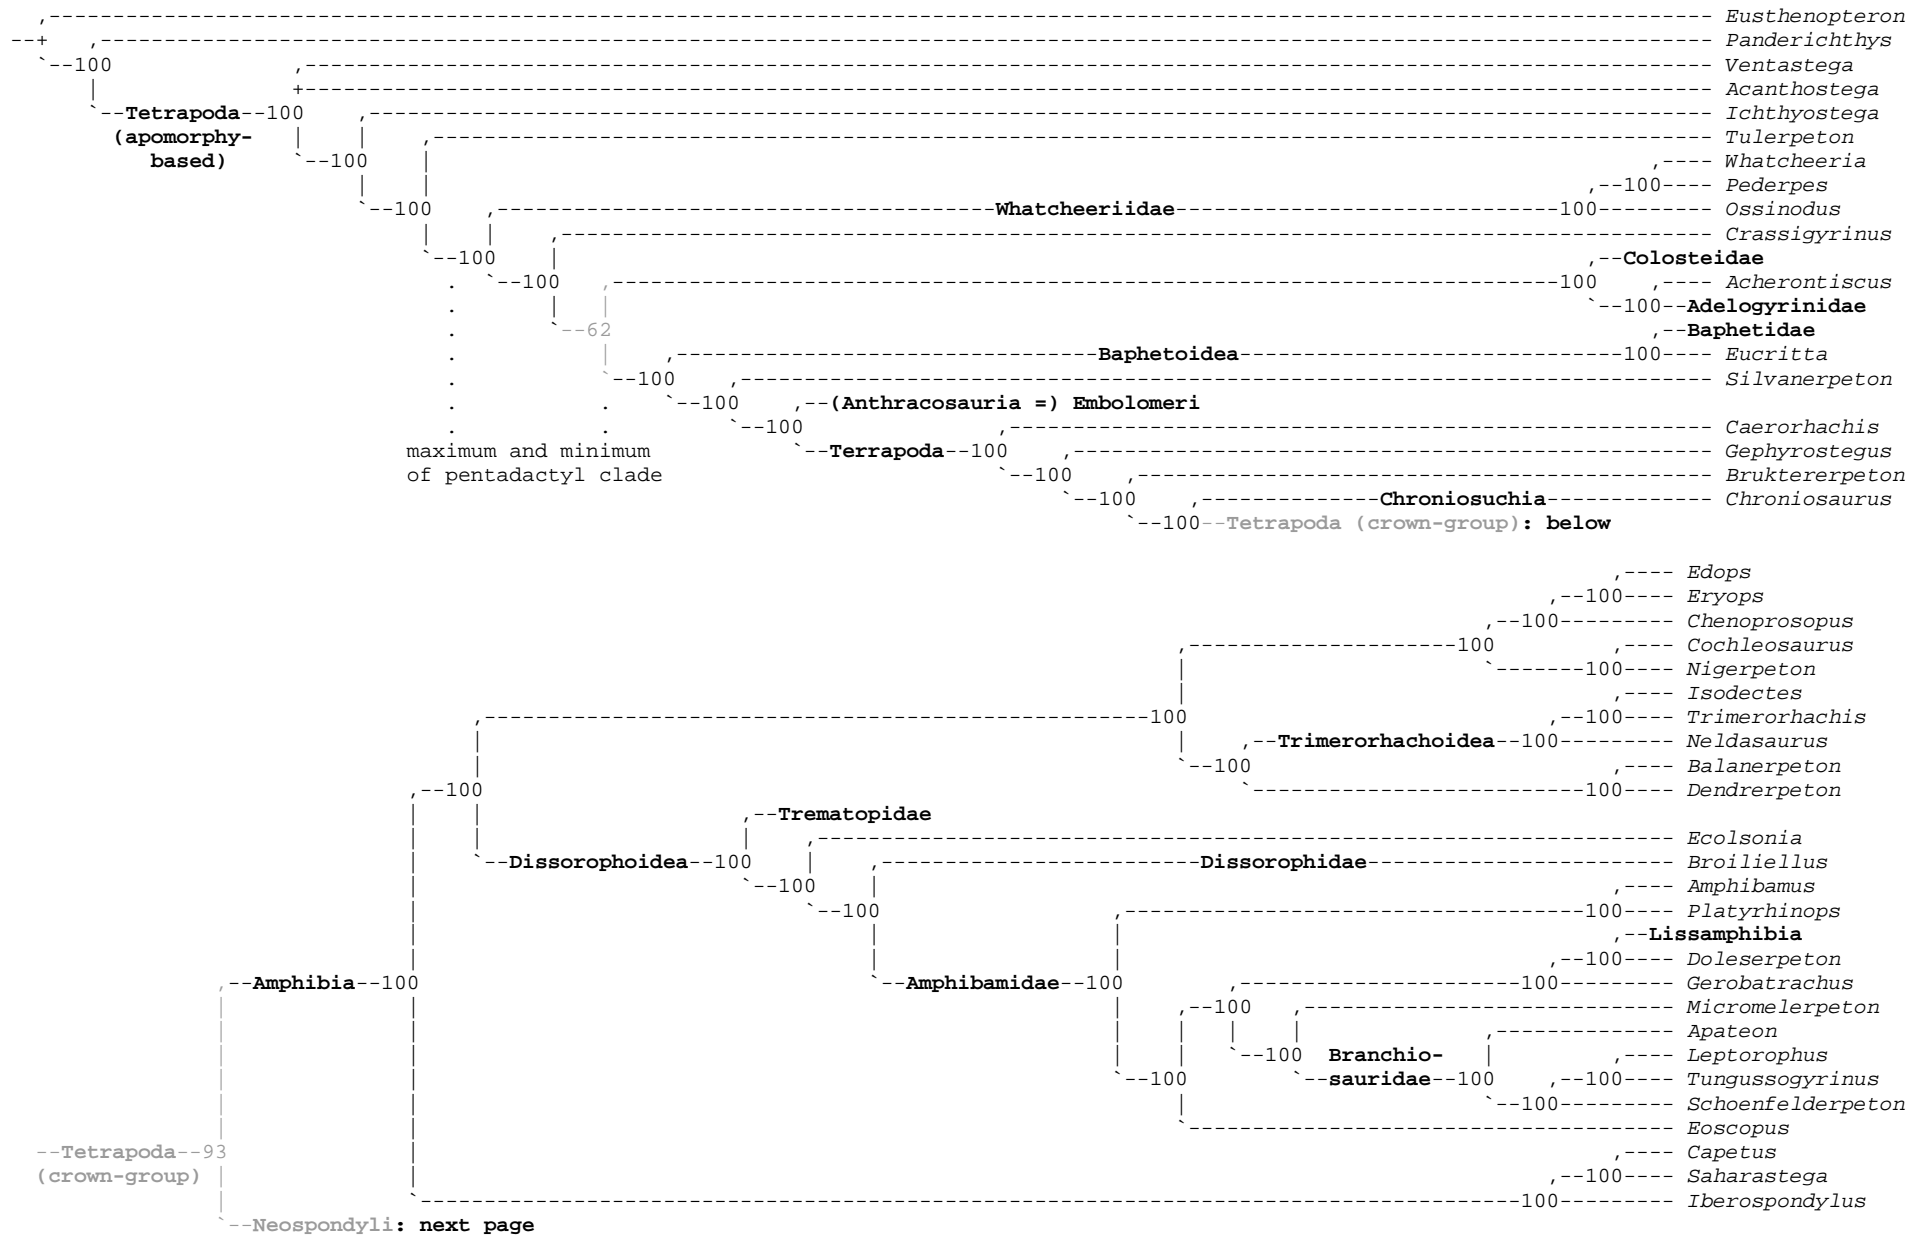 Eusthenopteron
--+ Panderichthys
`--100 Ventastega
Acanthostega
`--Tetrapoda--100 Ichthyostega
(apomorphy- Tulerpeton
based) `--100 ,---- Whatcheeria
,--100---- Pederpes
`--100 Whatcheeriidae 100 Ossinodus
Crassigyrinus
`--100 ,--Colosteidae
`--100 100 ,---- Acherontiscus
`--100--Adelogyrinidae
`--62 ,--Baphetidae
Baphetoidea 100---- Eucritta
`--100 Silvanerpeton
`--100 ,--(Anthracosauria =) Embolomeri
`--100 Caerorhachis
maximum and minimum `--Terrapoda--100 Gephyrostegus
of pentadactyl clade `--100 Bruktererpeton
`--100 Chroniosuchia Chroniosaurus
`--100--Tetrapoda (crown-group): below
,---- Edops
,--100---- Eryops
,--100--------- Chenoprosopus
100 ,---- Cochleosaurus
`-------100---- Nigerpeton
,---- Isodectes
100 ,--100---- Trimerorhachis
,--Trimerorhachoidea--100--------- Neldasaurus
`--100 ,---- Balanerpeton
,--100 100---- Dendrerpeton
,--Trematopidae
Ecolsonia
`--Dissorophoidea--100 Dissorophidae Broiliellus
`--100 ,---- Amphibamus
`--100 100---- Platyrhinops
,--Lissamphibia
,--100---- Doleserpeton
,--Amphibia--100 `--Amphibamidae--100 100--------- Gerobatrachus
,--100 Micromelerpeton
Apateon
`--100 Branchio- ,---- Leptorophus
`--100 `--sauridae--100 ,--100---- Tungussogyrinus
`--100--------- Schoenfelderpeton
Eoscopus
--Tetrapoda--93 ,---- Capetus
(crown-group) ,--100---- Saharastega
100--------- Iberospondylus
`--Neospondyli: next page